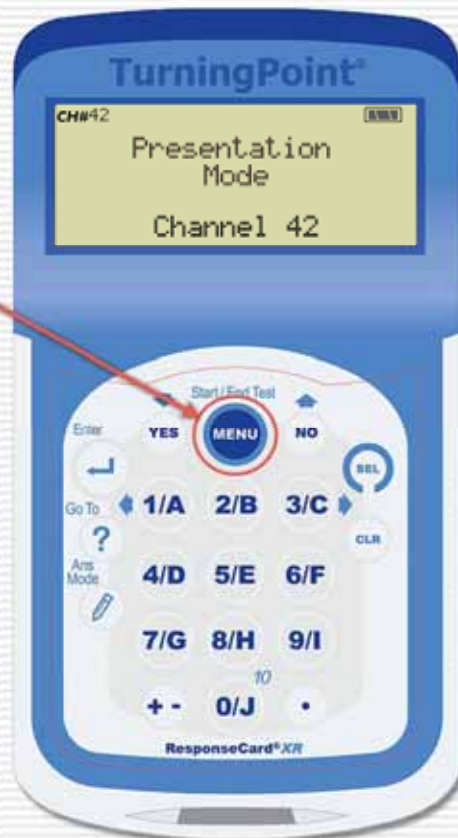 TurningPoint®
CH#42
Presentation
Mode
Channel 42
Start / End Test
Enter
YES MENU NO
SEL
Go To
1/A 2/B 3/C
?
CLR
Ans
Mode
4/D 5/E 6/F
7/G 8/H 9/I
10
+ - 0/J •
ResponseCard® XR